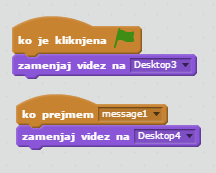 ko je kliknjena
zamenjaj videz na Desktop3
ko prejmem message1
zamenjaj videz na Desktop4